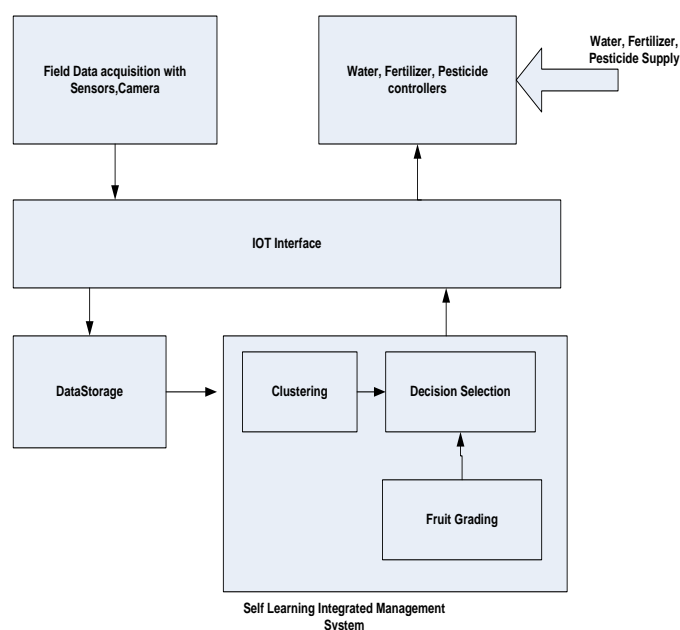 Field Data acquisition with
Sensors,Camera
Water, Fertilizer, Pesticide
controllers
Water, Fertilizer,
Pesticide Supply
IOT Interface
DataStorage
Clustering
Decision Selection
Fruit Grading
Self Learning Integrated Management
System